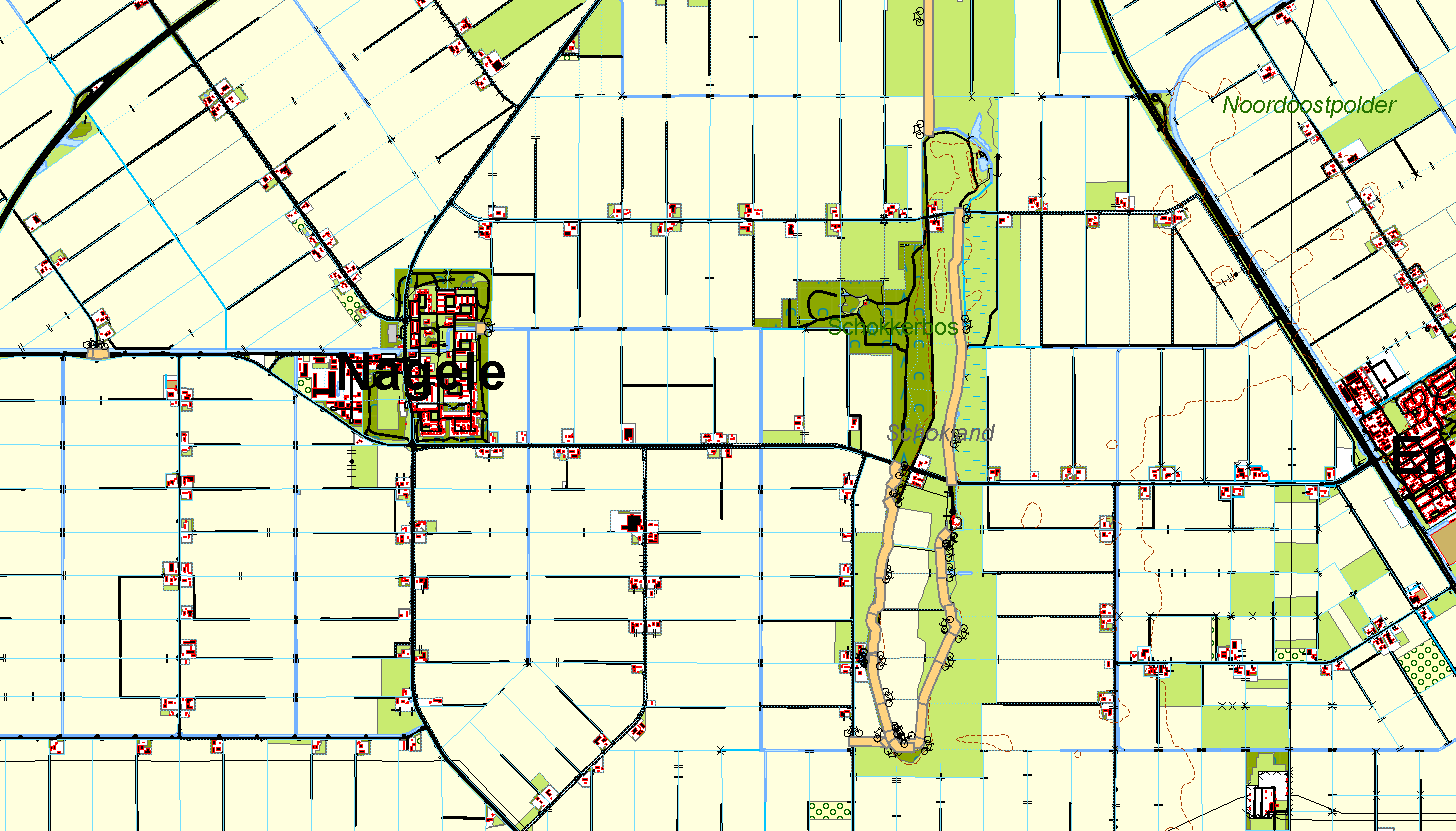 Noordoostpolder
Schokkerbos
Nagele
Schokland